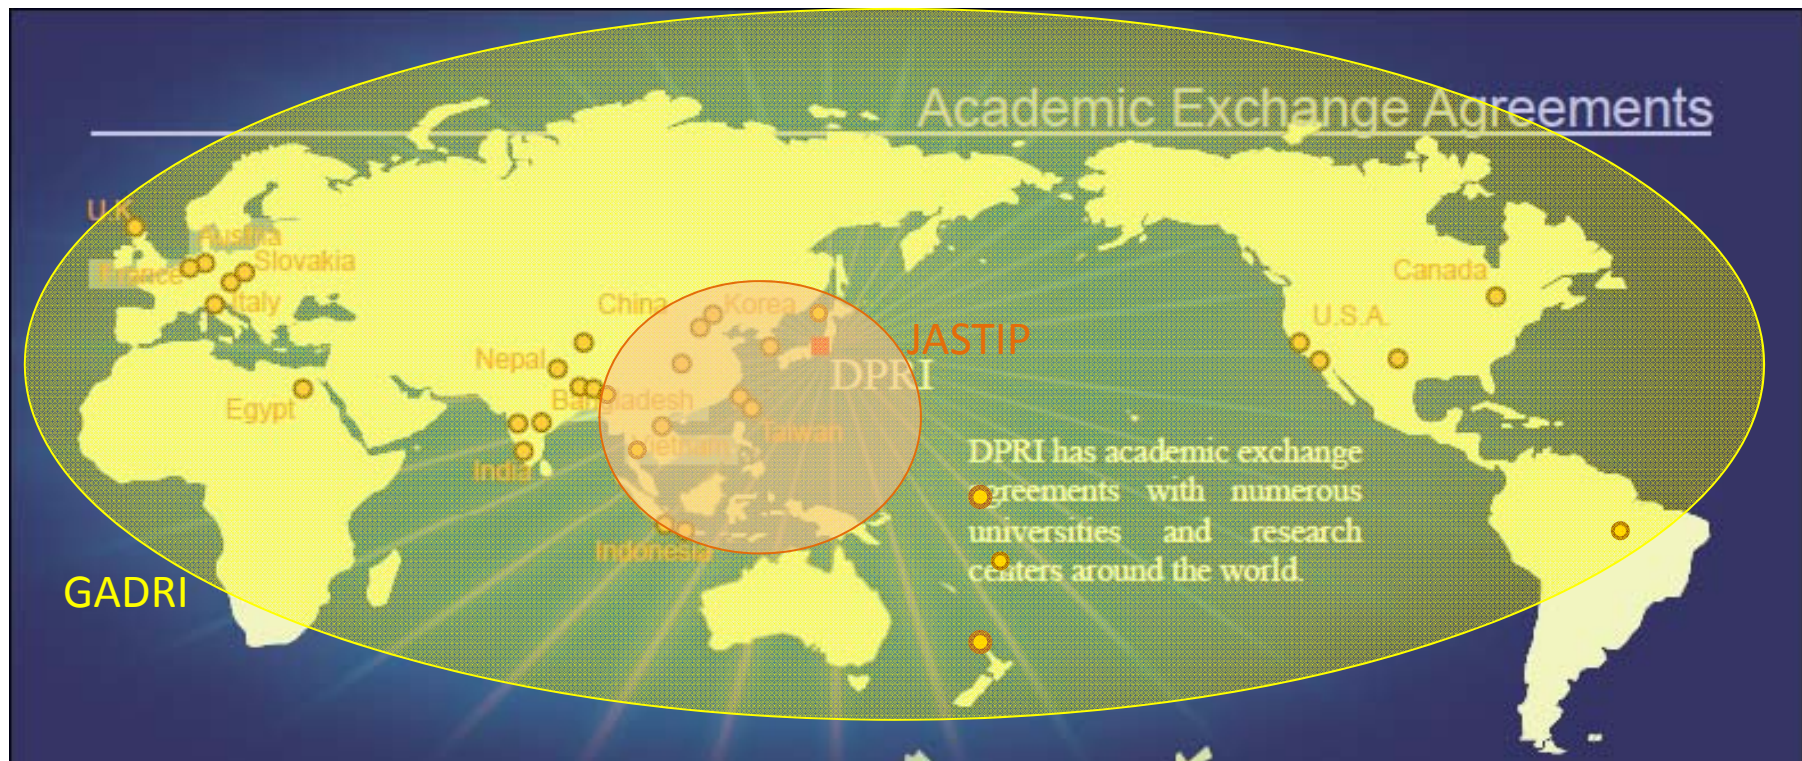 Academic Exchange Agreements
U.K.
Austria
France
Slovakia
Italy
China
Korea
Canada
U.S.A.
JASTIP
Nepal
DPRI
Egypt
Bangladesh
Taiwan
Vietnam
India
DPRI has academic exchange
agreements with numerous
universities and research
centers around the world.
Indonesia
GADRI